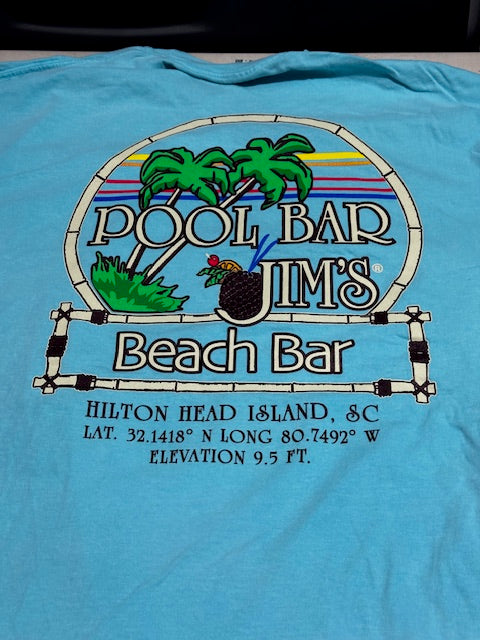 POOL BAR
JIM'S®
Beach Bar
HILTON HEAD ISLAND, SC
LAT. 32.1418° N LONG 80.7492° W
ELEVATION 9.5 FT.